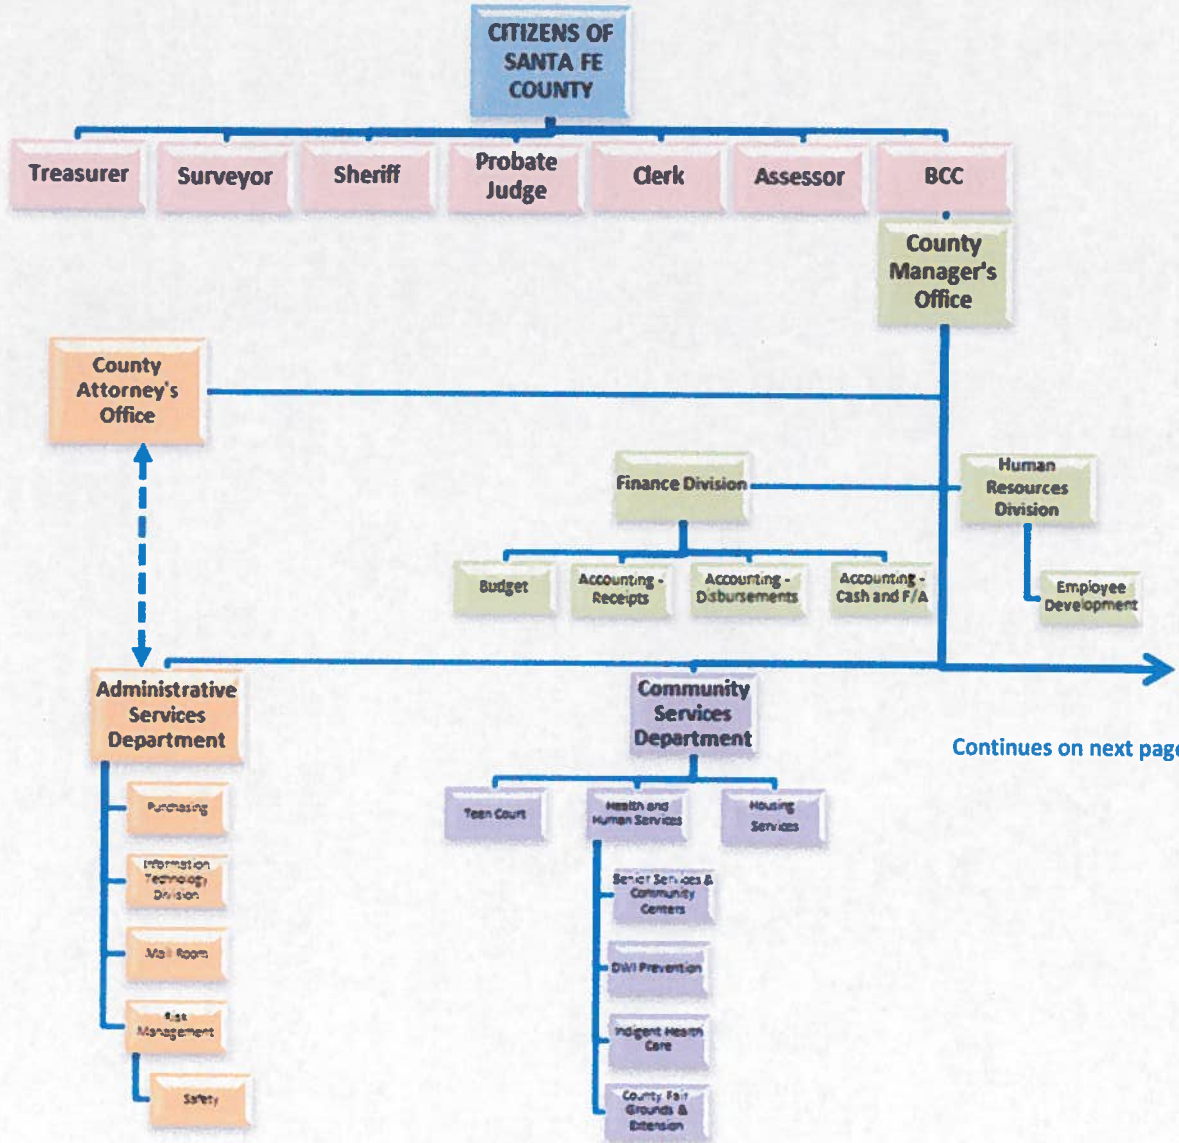 CITIZENS OF
SANTA FE
COUNTY
Treasurer
Surveyor
Sheriff
Probate
Judge
Clerk
Assessor
BCC
County
Manager's
Office
County
Attorney's
Office
Finance Division
Human
Resources
Division
Budget
Accounting -
Receipts
Accounting -
Disbursements
Accounting -
Cash and F/A
Employee
Development
Administrative
Services
Department
Community
Services
Department
Continues on next page
Purchasing
Information
Technology
Division
Mail Room
Risk
Management
Safety
Teen Court
Health and
Human Services
Housing
Services
Senior Services &
Community
Centers
DWI Prevention
Indigent Health
Care
County Fair
Grounds &
Extension